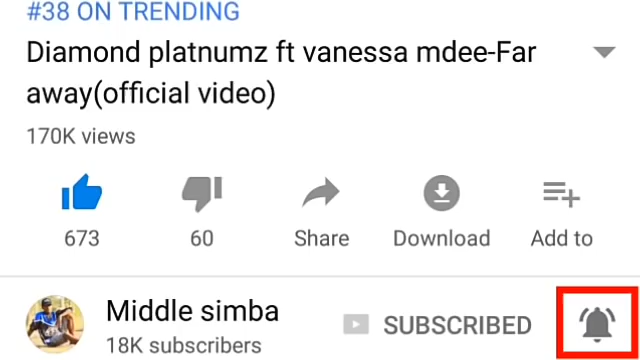 #38 ON TRENDING
Diamond platnumz ft vanessa mdee-Far
away(official video)
170K views
673 60 Share Download Add to
Middle simba SUBSCRIBED
18K subscribers